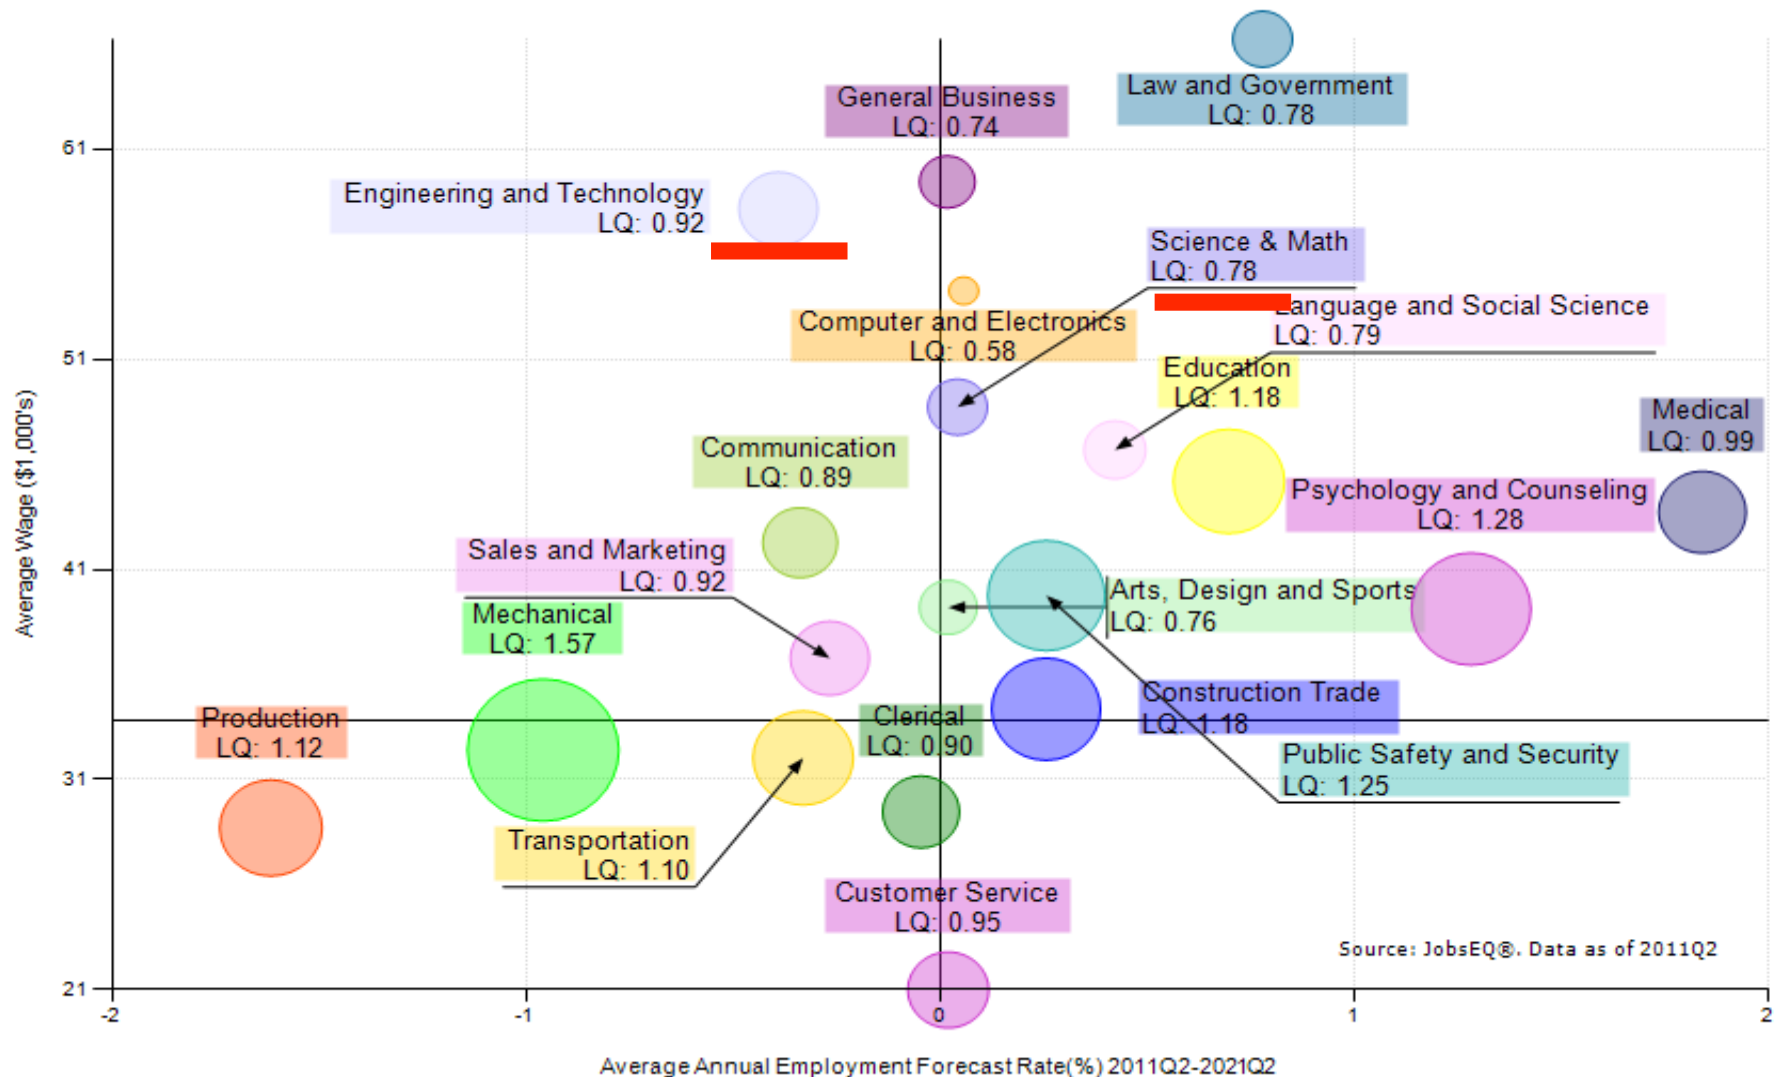 Law and Government
LQ: 0.78
General Business
LQ: 0.74
61
Engineering and Technology
LQ: 0.92
Science & Math
LQ: 0.78
Language and Social Science
LQ: 0.79
Computer and Electronics
LQ: 0.58
51
Education
LQ: 1.18
Medical
LQ: 0.99
Communication
LQ: 0.89
Psychology and Counseling
LQ: 1.28
Average Wage ($1,000's)
Sales and Marketing
LQ: 0.92
41
Arts, Design and Sports
LQ: 0.76
Mechanical
LQ: 1.57
Construction Trade
LQ: 1.18
Production
LQ: 1.12
Clerical
LQ: 0.90
Public Safety and Security
LQ: 1.25
31
Transportation
LQ: 1.10
Customer Service
LQ: 0.95
Source: JobsEQ®. Data as of 2011Q2
21
-2
-1
0
1
2
Average Annual Employment Forecast Rate(%) 2011Q2-2021Q2